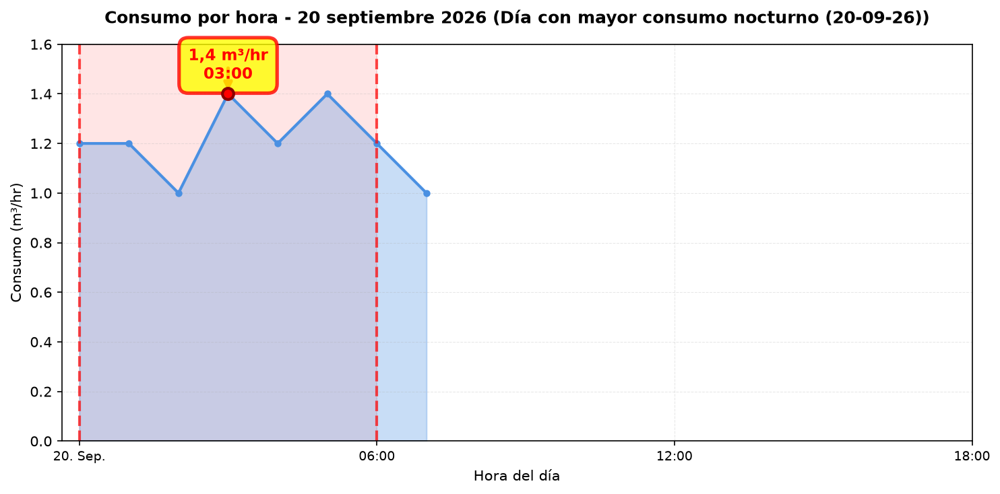 Consumo por hora - 20 septiembre 2026 (Día con mayor consumo nocturno (20-09-26))
1,4 m³/hr
03:00
Consumo (m³/hr)
1.6
1.4
1.2
1.0
0.8
0.6
0.4
0.2
0.0
20. Sep.
06:00
12:00
18:00
Hora del día